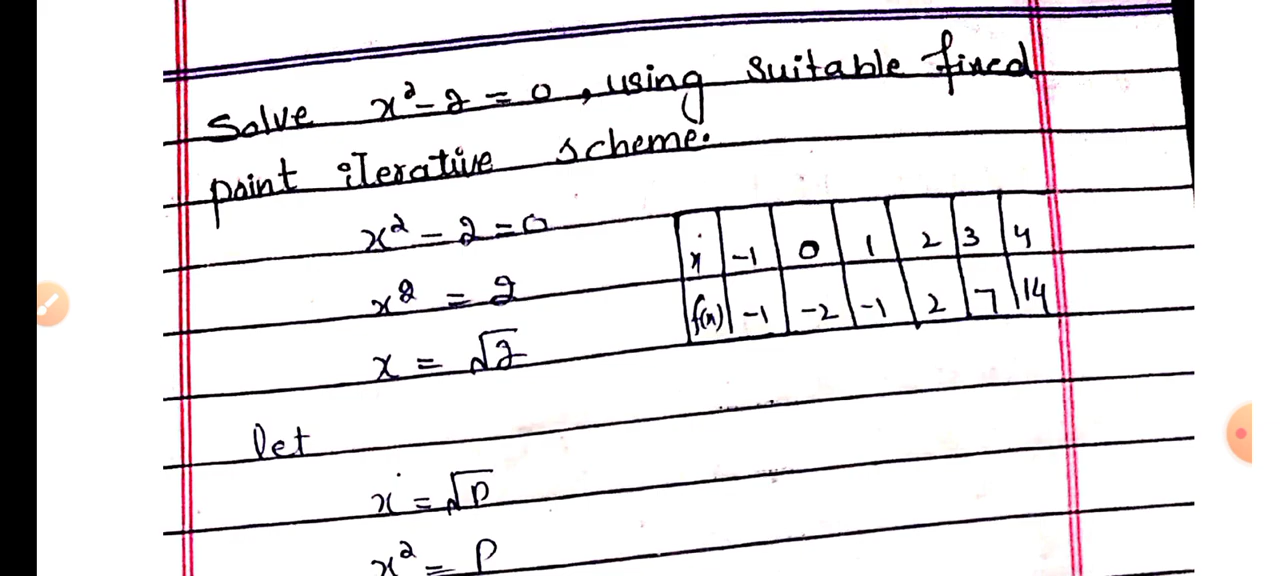 Solve x² - 2 = 0, using suitable fixed
point iterative scheme.
x² - 2 = 0
x -1 0 1 2 3 4
f(x) -1 -2 -1 2 7 14
x² = 2
x = √2
let
x = √P
x² = P